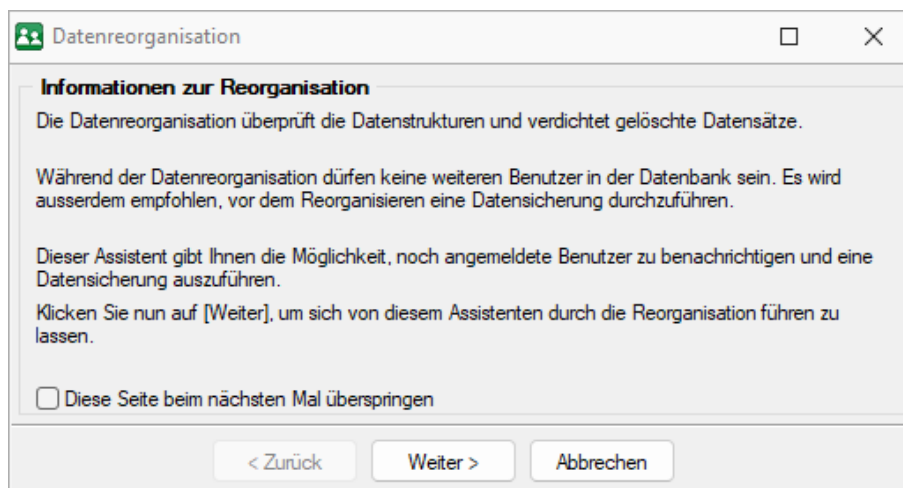 Datenreorganisation
Informationen zur Reorganisation
Die Datenreorganisation überprüft die Datenstrukturen und verdichtet gelöschte Datensätze.
Während der Datenreorganisation dürfen keine weiteren Benutzer in der Datenbank sein. Es wird
ausserdem empfohlen, vor dem Reorganisieren eine Datensicherung durchzuführen.
Dieser Assistent gibt Ihnen die Möglichkeit, noch angemeldete Benutzer zu benachrichtigen und eine
Datensicherung auszuführen.
Klicken Sie nun auf [Weiter], um sich von diesem Assistenten durch die Reorganisation führen zu
lassen.
Diese Seite beim nächsten Mal überspringen
< Zurück Weiter > Abbrechen